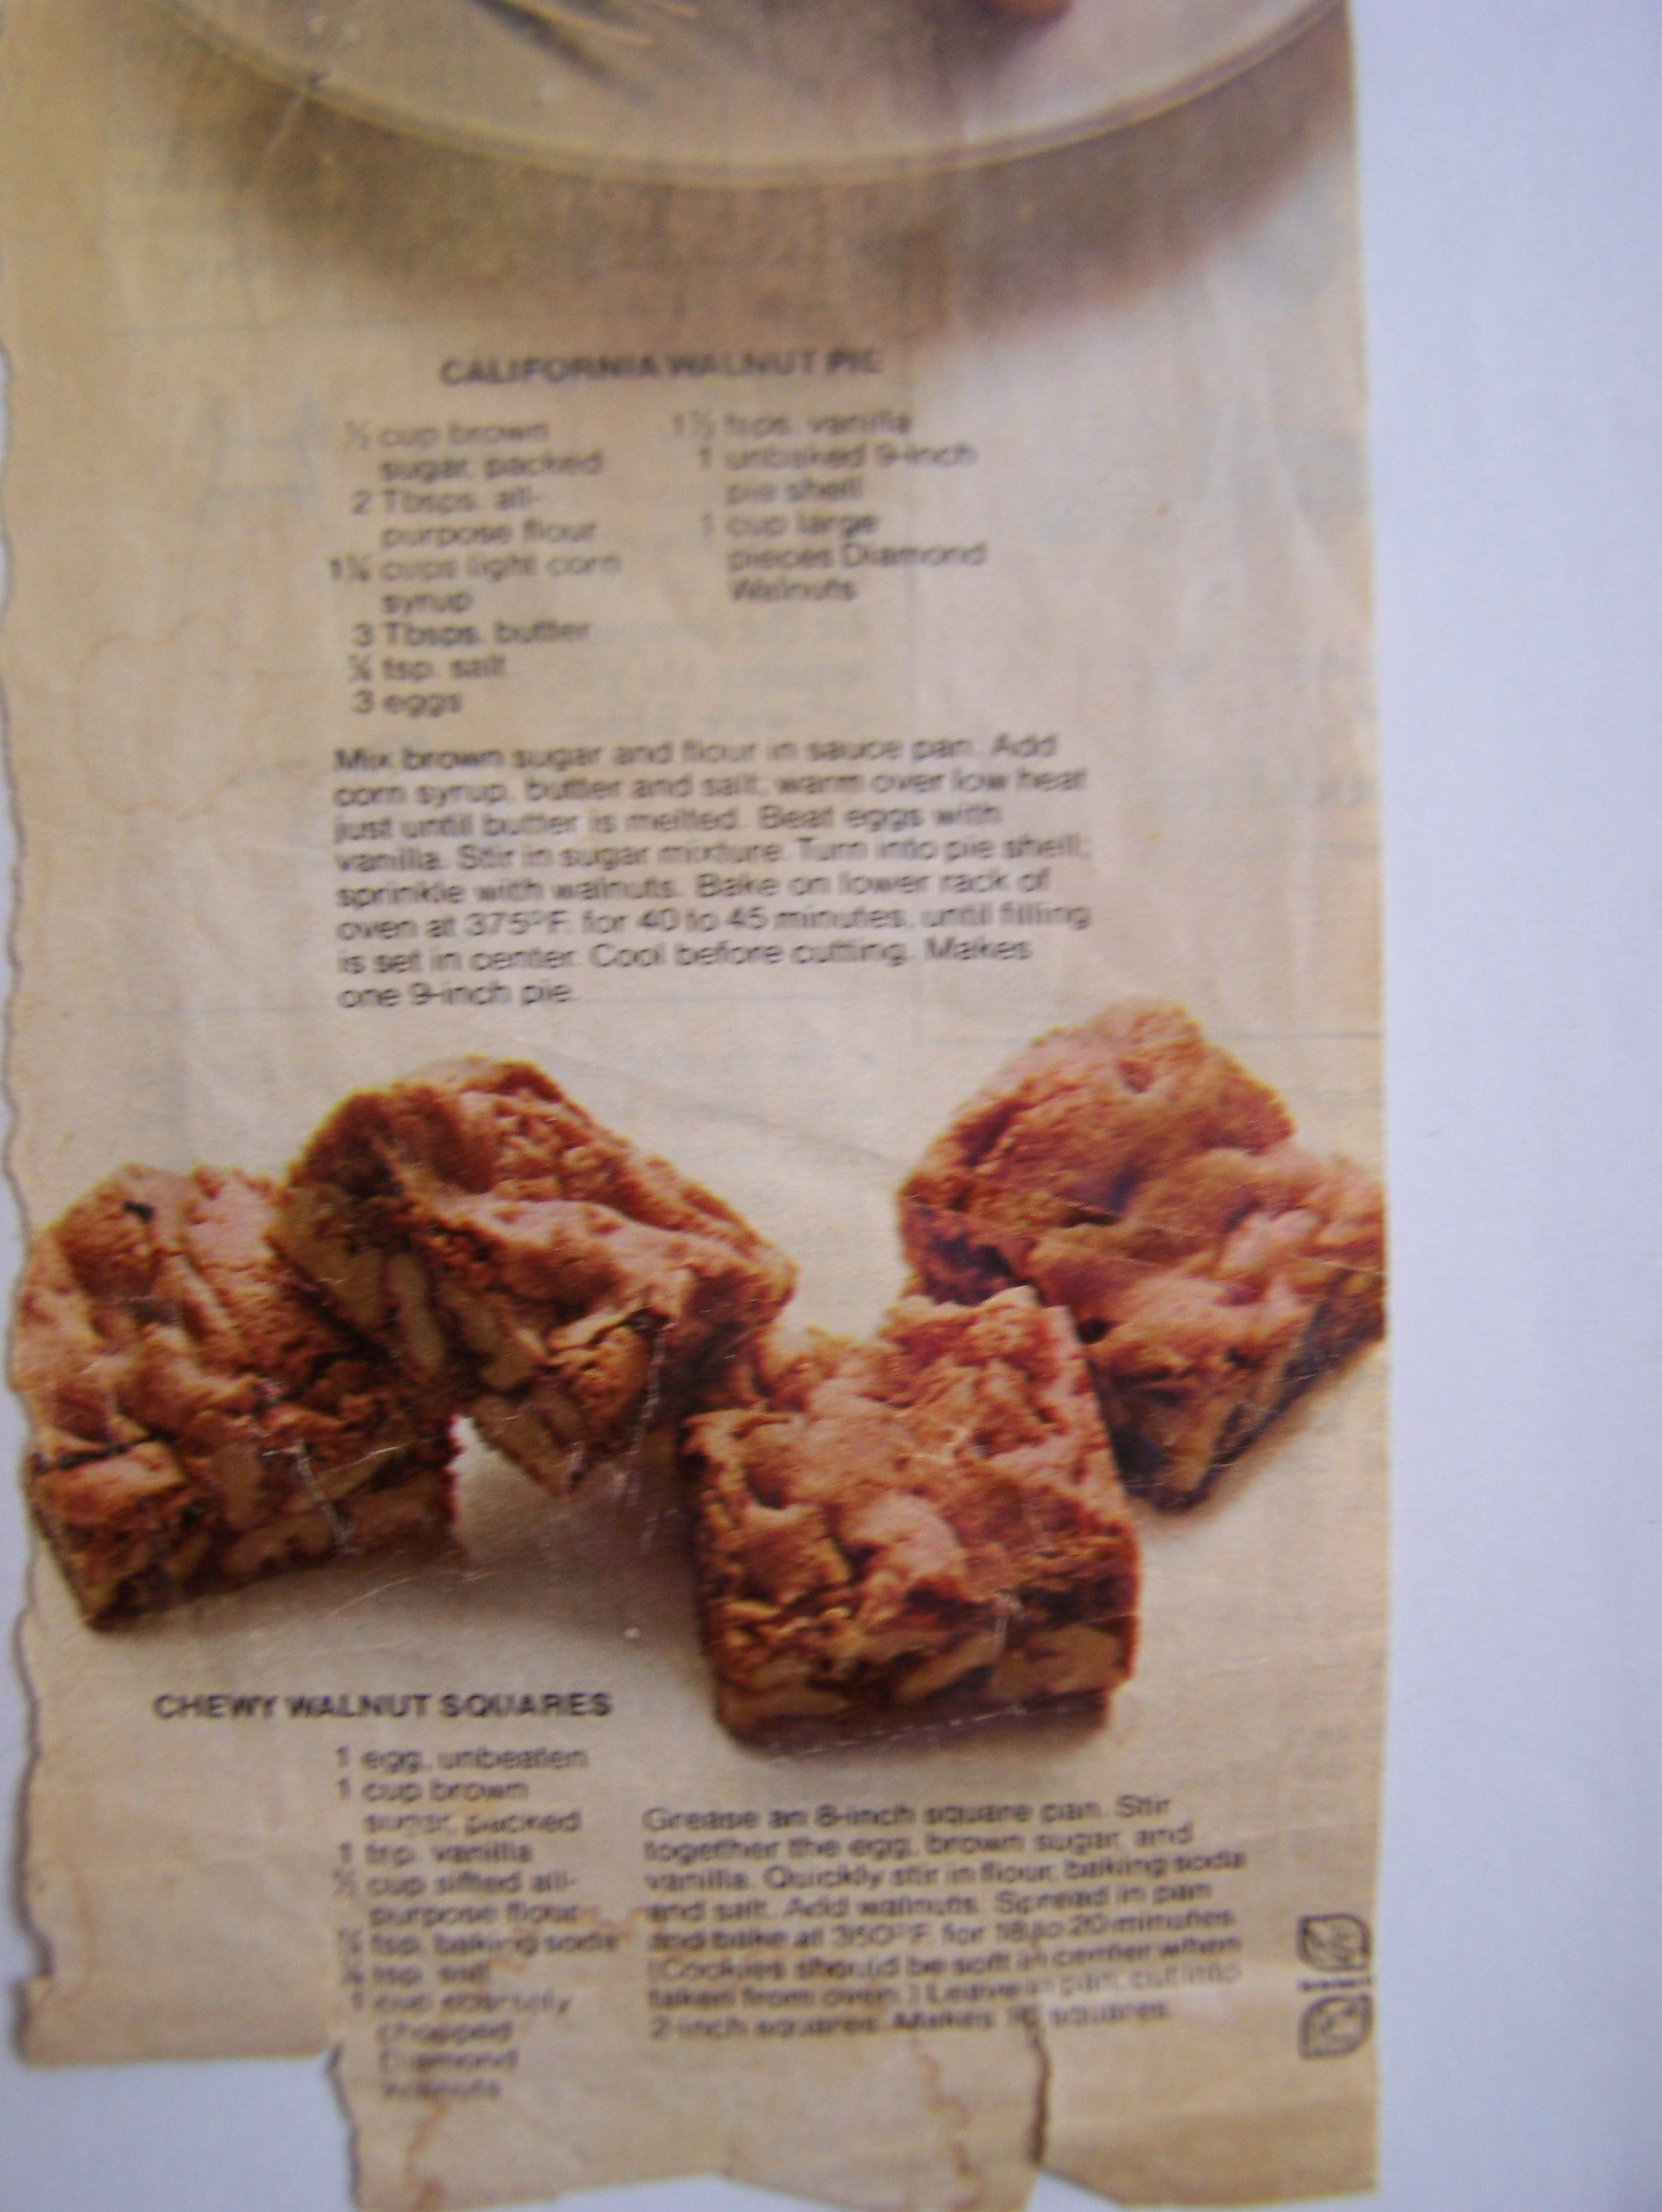 CALIFORNIA WALNUT PIE
½ cup brown
sugar, packed
2 Tbsps. all-
purpose flour
1¼ cups light corn
syrup
3 Tbsps. butter
¼ tsp. salt
3 eggs
1½ tsps. vanilla
1 unbaked 9-inch
pie shell
1 cup large
pieces Diamond
Walnuts
Mix brown sugar and flour in sauce pan. Add
corn syrup, butter and salt; warm over low heat
just until butter is melted. Beat eggs with
vanilla. Stir in sugar mixture. Turn into pie shell;
sprinkle with walnuts. Bake on lower rack of
oven at 375°F. for 40 to 45 minutes, until filling
is set in center. Cool before cutting. Makes
one 9-inch pie.
CHEWY WALNUT SQUARES
1 egg, unbeaten
1 cup brown
sugar, packed
1 tsp. vanilla
½ cup sifted all-
purpose flour
tsp. baking soda
¼ tsp. salt
1 cup coarsely
chopped
Diamond
Walnuts
Grease an 8-inch square pan. Stir
together the egg, brown sugar, and
vanilla. Quickly stir in flour, baking soda
and salt. Add walnuts. Spread in pan
and bake at 350°F. for 18 to 20 minutes.
(Cookies should be soft in center when
taken from oven.) Leave in pan; cut into
2-inch squares. Makes 16 squares.